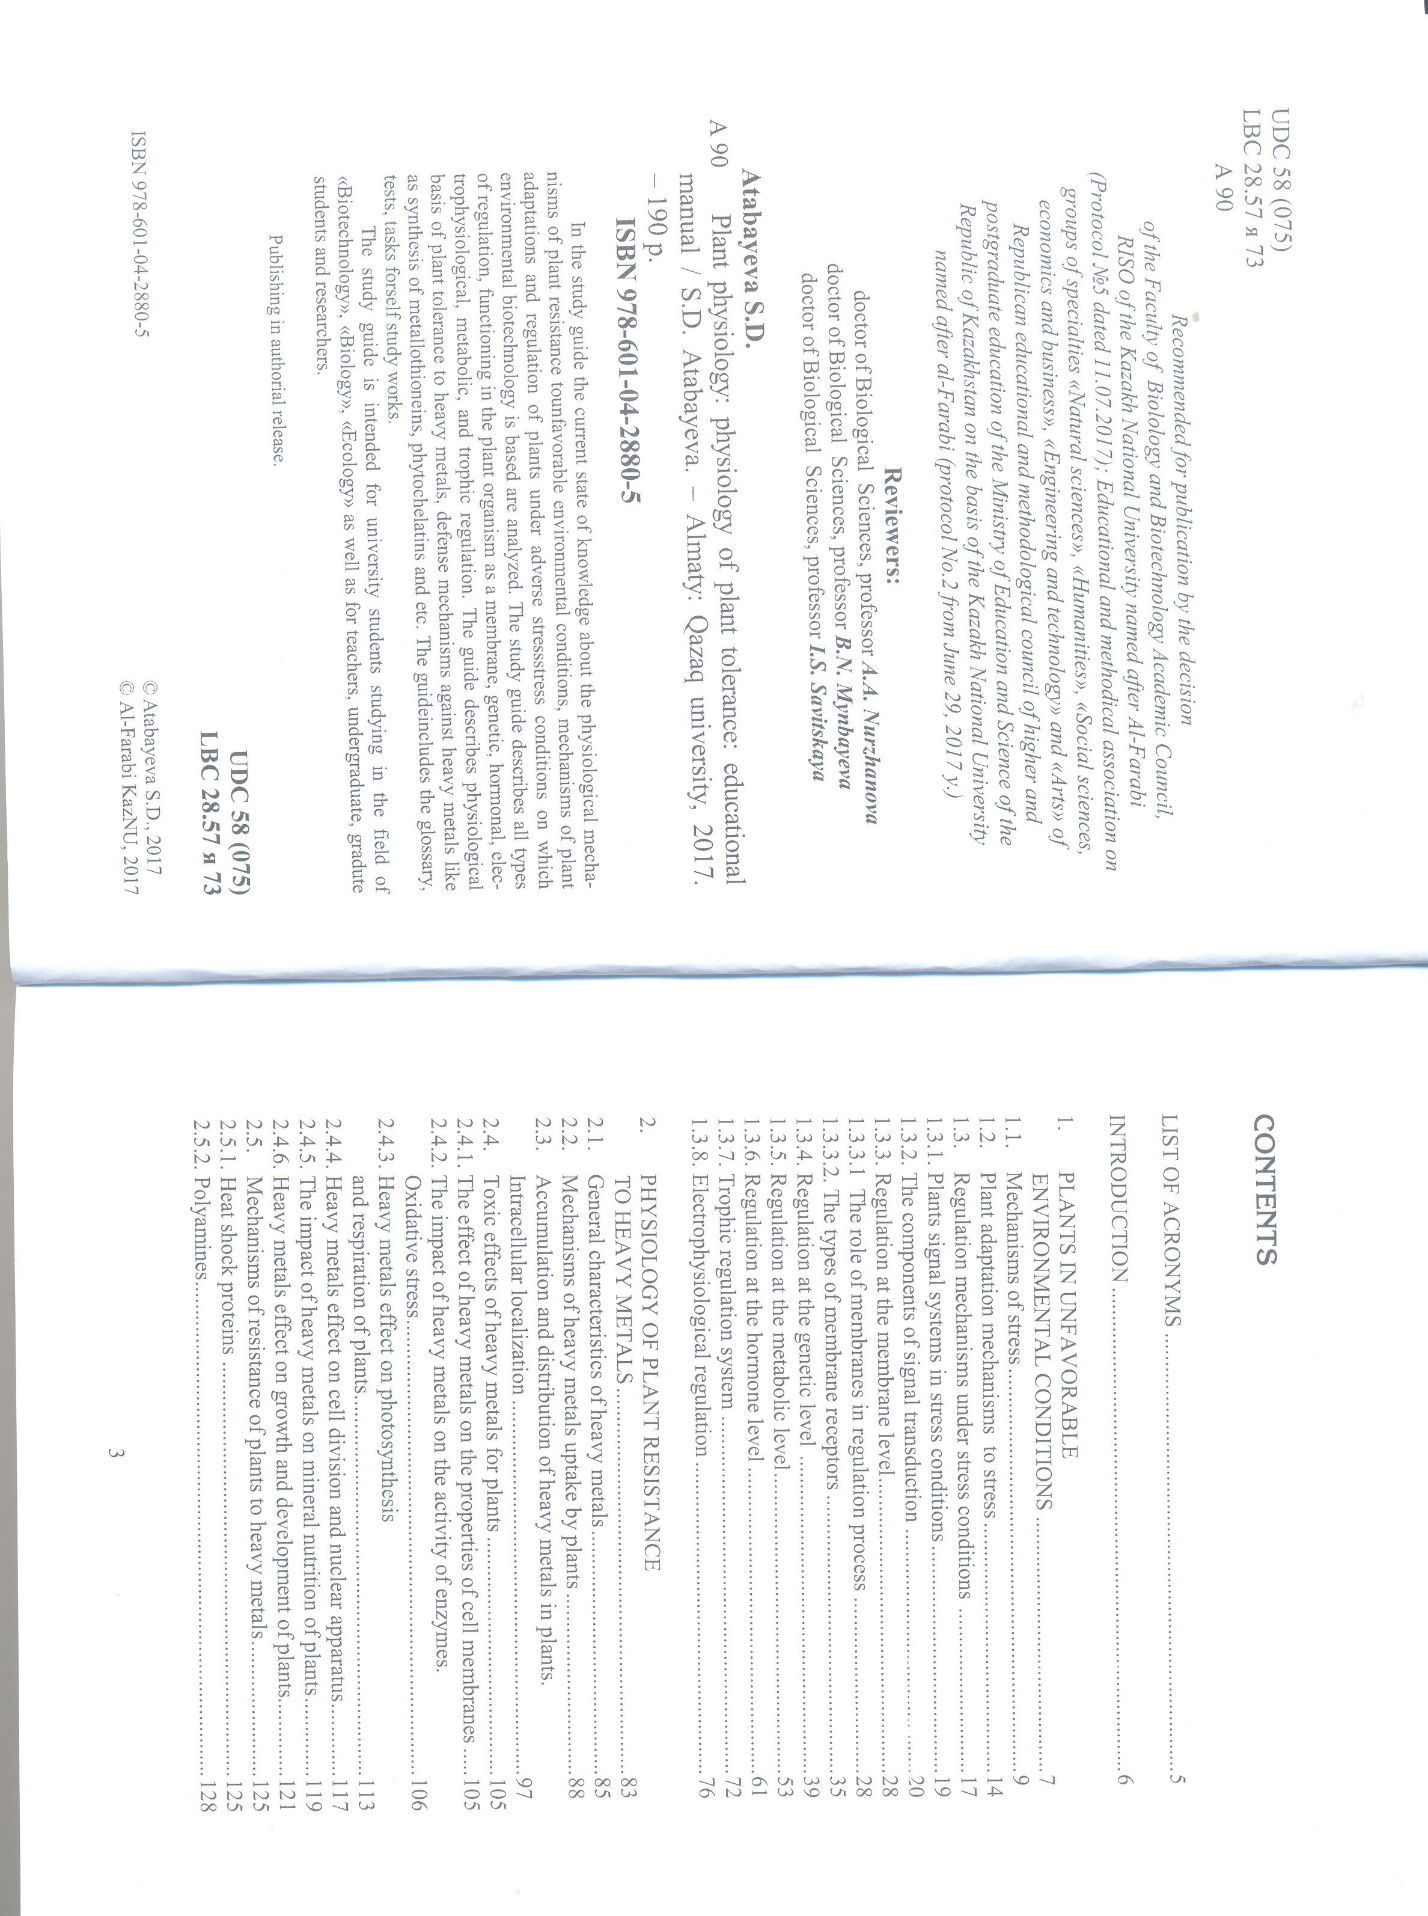 UDC 58 (075)
LBC 28.57 я 73
A 90
Recommended for publication by the decision
of the Faculty of Biolology and Biotechnology Academic Council,
RISO of the Kazakh National University named after Al-Farabi
(Protocol №5 dated 11.07.2017); Educational and methodical association on
groups of specialties «Natural sciences», «Humanities», «Social sciences,
economics and business», «Engineering and technology» and «Arts» of
Republican educational and methodological council of higher and
postgraduate education of the Ministry of Education and Science of the
Republic of Kazakhstan on the basis of the Kazakh National University
named after al-Farabi (protocol No.2 from June 29, 2017 y.)
Reviewers:
doctor of Biological Sciences, professor A.A. Nurzhanova
doctor of Biological Sciences, professor B.N. Mynbayeva
doctor of Biological Sciences, professor I.S. Savitskaya
Atabayeva S.D.
A 90 Plant physiology: physiology of plant tolerance: educational
manual / S.D. Atabayeva. – Almaty: Qazaq university, 2017.
– 190 p.
ISBN 978-601-04-2880-5
In the study guide the current state of knowledge about the physiological mecha-
nisms of plant resistance tounfavorable environmental conditions, mechanisms of plant
adaptations and regulation of plants under adverse stressstress conditions on which
environmental biotechnology is based are analyzed. The study guide describes all types
of regulation, functioning in the plant organism as a membrane, genetic, hormonal, elec-
trophysiological, metabolic, and trophic regulation. The guide describes physiological
basis of plant tolerance to heavy metals, defense mechanisms against heavy metals like
as synthesis of metallothioneins, phytochelatins and etc. The guideincludes the glossary,
tests, tasks forself study works.
The study guide is intended for university students studying in the field of
«Biotechnology», «Biology», «Ecology» as well as for teachers, undergraduate, gradute
students and researchers.
Publishing in authorial release.
UDC 58 (075)
LBC 28.57 я 73
ISBN 978-601-04-2880-5
© Atabayeva S.D., 2017
© Al-Farabi KazNU, 2017
CONTENTS
LIST OF ACRONYMS ..... 5
INTRODUCTION ..... 6
1. PLANTS IN UNFAVORABLE
ENVIRONMENTAL CONDITIONS ..... 7
1.1. Mechanisms of stress ..... 9
1.2. Plant adaptation mechanisms to stress ..... 14
1.3. Regulation mechanisms under stress conditions ..... 17
1.3.1. Plants signal systems in stress conditions ..... 19
1.3.2. The components of signal transduction ..... 20
1.3.3. Regulation at the membrane level ..... 28
1.3.3.1 The role of membranes in regulation process ..... 28
1.3.3.2. The types of membrane receptors ..... 35
1.3.4. Regulation at the genetic level ..... 39
1.3.5. Regulation at the metabolic level ..... 53
1.3.6. Regulation at the hormone level ..... 61
1.3.7. Trophic regulation system ..... 72
1.3.8. Electrophysiological regulation ..... 76
2. PHYSIOLOGY OF PLANT RESISTANCE
TO HEAVY METALS ..... 83
2.1. General characteristics of heavy metals ..... 85
2.2. Mechanisms of heavy metals uptake by plants ..... 88
2.3. Accumulation and distribution of heavy metals in plants.
Intracellular localization ..... 97
2.4. Toxic effects of heavy metals for plants ..... 105
2.4.1. The effect of heavy metals on the properties of cell membranes ..... 105
2.4.2. The impact of heavy metals on the activity of enzymes.
Oxidative stress ..... 106
2.4.3. Heavy metals effect on photosynthesis
and respiration of plants ..... 113
2.4.4. Heavy metals effect on cell division and nuclear apparatus ..... 117
2.4.5. The impact of heavy metals on mineral nutrition of plants ..... 119
2.4.6. Heavy metals effect on growth and development of plants ..... 121
2.5. Mechanisms of resistance of plants to heavy metals ..... 125
2.5.1. Heat shock proteins ..... 125
2.5.2. Polyamines ..... 128
3